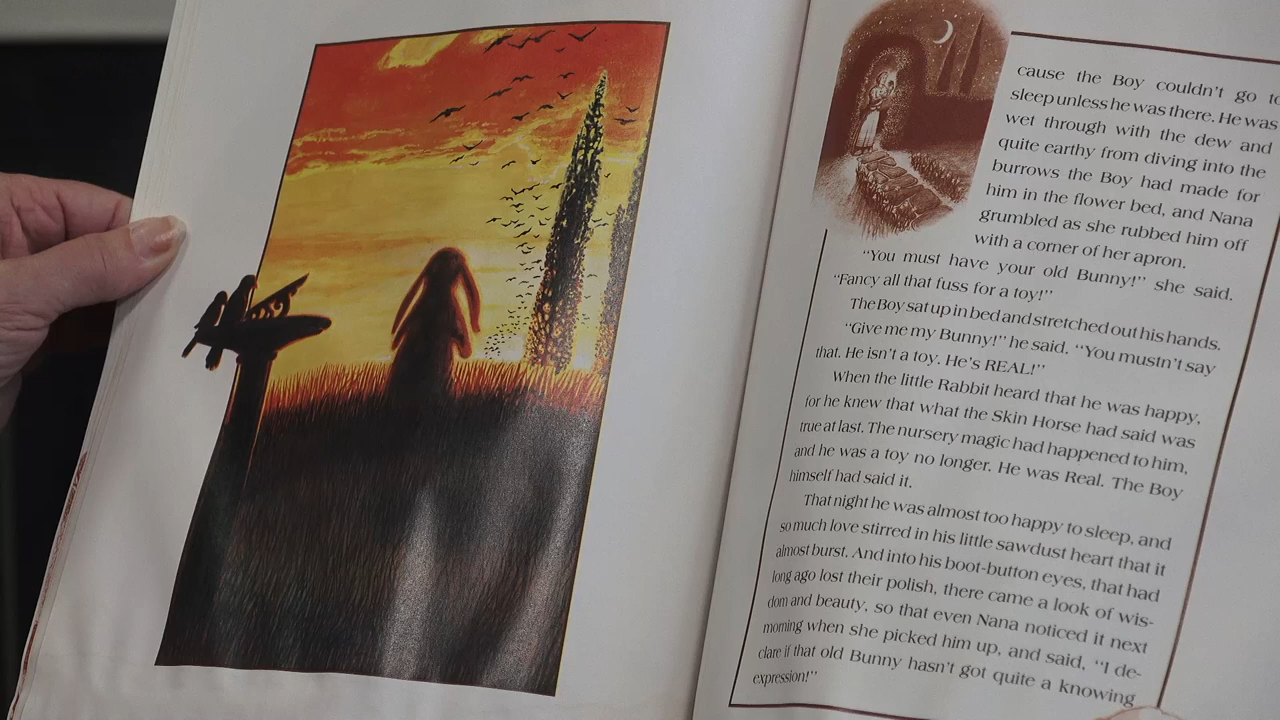 cause the Boy couldn't go to
sleep unless he was there. He was
wet through with the dew and
quite earthy from diving into the
burrows the Boy had made for
him in the flower bed, and Nana
grumbled as she rubbed him off
with a corner of her apron.
"You must have your old Bunny!" she said.
"Fancy all that fuss for a toy!"
The Boy sat up in bed and stretched out his hands.
"Give me my Bunny!" he said. "You mustn't say
that. He isn't a toy. He's REAL!"
When the little Rabbit heard that he was happy,
for he knew that what the Skin Horse had said was
true at last. The nursery magic had happened to him,
and he was a toy no longer. He was Real. The Boy
himself had said it.
That night he was almost too happy to sleep, and
so much love stirred in his little sawdust heart that it
almost burst. And into his boot-button eyes, that had
long ago lost their polish, there came a look of wis-
dom and beauty, so that even Nana noticed it next
morning when she picked him up, and said, "I de-
clare if that old Bunny hasn't got quite a knowing
expression!"